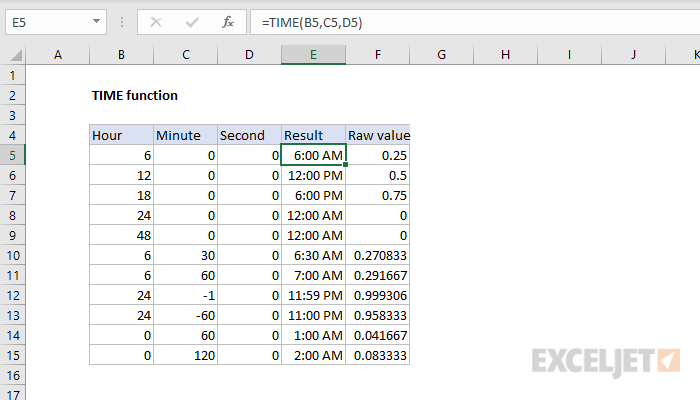 E5 fx =TIME(B5,C5,D5)
A B C D E F G H I J K
1
2 TIME function
3
4 Hour Minute Second Result Raw value
5 6 0 0 6:00 AM 0.25
6 12 0 0 12:00 PM 0.5
7 18 0 0 6:00 PM 0.75
8 24 0 0 12:00 AM 0
9 48 0 0 12:00 AM 0
10 6 30 0 6:30 AM 0.270833
11 6 60 0 7:00 AM 0.291667
12 24 -1 0 11:59 PM 0.999306
13 24 -60 0 11:00 PM 0.958333
14 0 60 0 1:00 AM 0.041667
15 0 120 0 2:00 AM 0.083333
16
17
EXCELJET